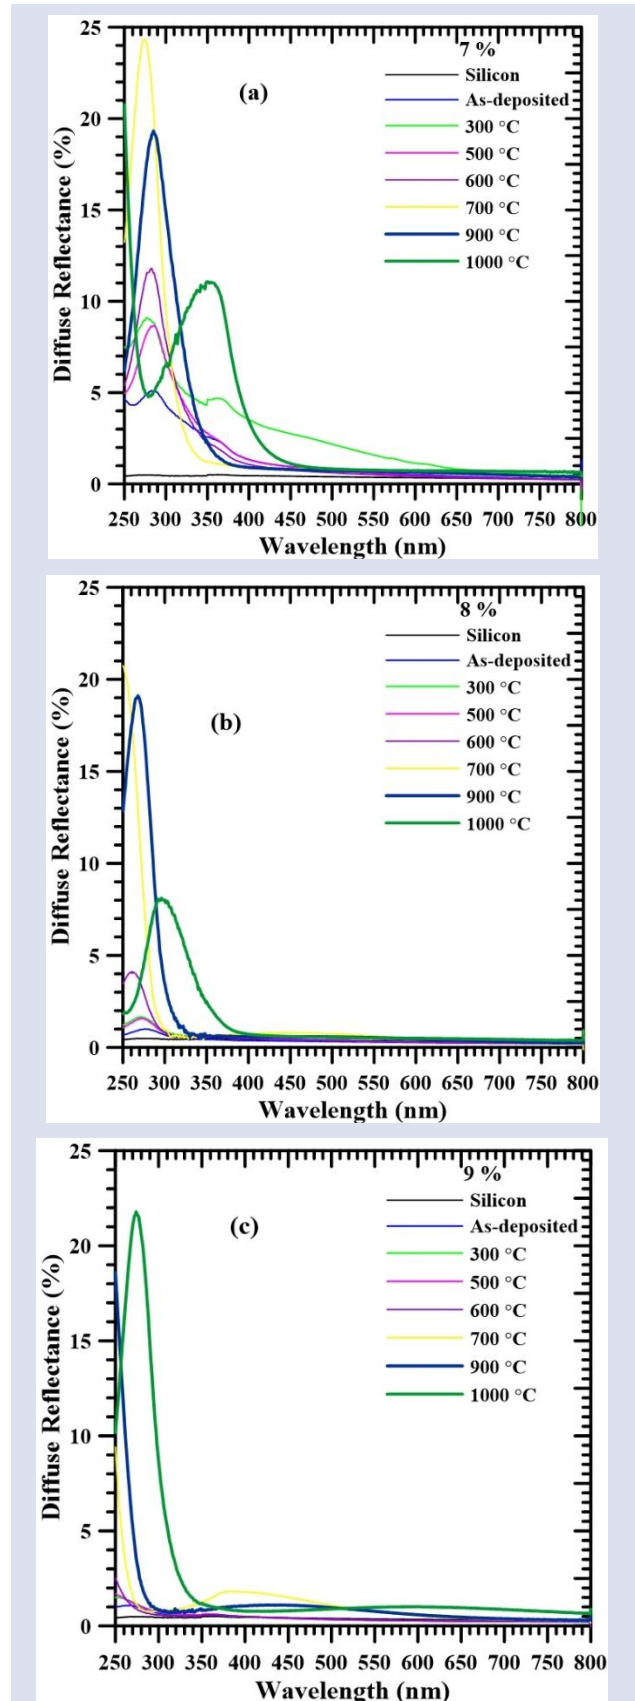 25
20
15
10
5
0
Diffuse Reflectance (%)
(a)
7 %
Silicon
As-deposited
300 °C
500 °C
600 °C
700 °C
900 °C
1000 °C
250 300 350 400 450 500 550 600 650 700 750 800
Wavelength (nm)
25
20
15
10
5
0
Diffuse Reflectance (%)
(b)
8 %
Silicon
As-deposited
300 °C
500 °C
600 °C
700 °C
900 °C
1000 °C
250 300 350 400 450 500 550 600 650 700 750 800
Wavelength (nm)
25
20
15
10
5
0
Diffuse Reflectance (%)
(c)
9 %
Silicon
As-deposited
300 °C
500 °C
600 °C
700 °C
900 °C
1000 °C
250 300 350 400 450 500 550 600 650 700 750 800
Wavelength (nm)